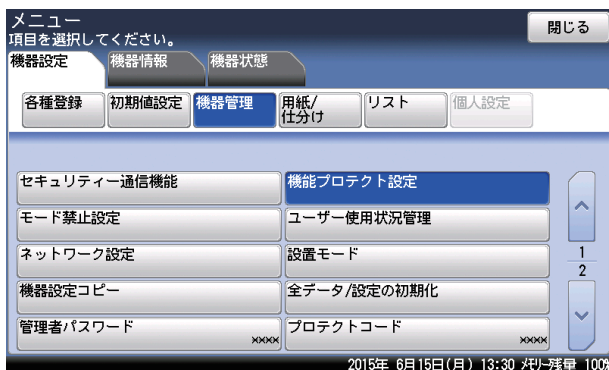 メニュー
項目を選択してください。
閉じる
機器設定
機器情報
機器状態
各種登録
初期値設定
機器管理
用紙/
仕分け
リスト
個人設定
セキュリティー通信機能
機能プロテクト設定
モード禁止設定
ユーザー使用状況管理
ネットワーク設定
設置モード
機器設定コピー
全データ/設定の初期化
管理者パスワード
××××
プロテクトコード
××××
1
2
2015年 6月15日(月) 13:30 メモリー残量 100%